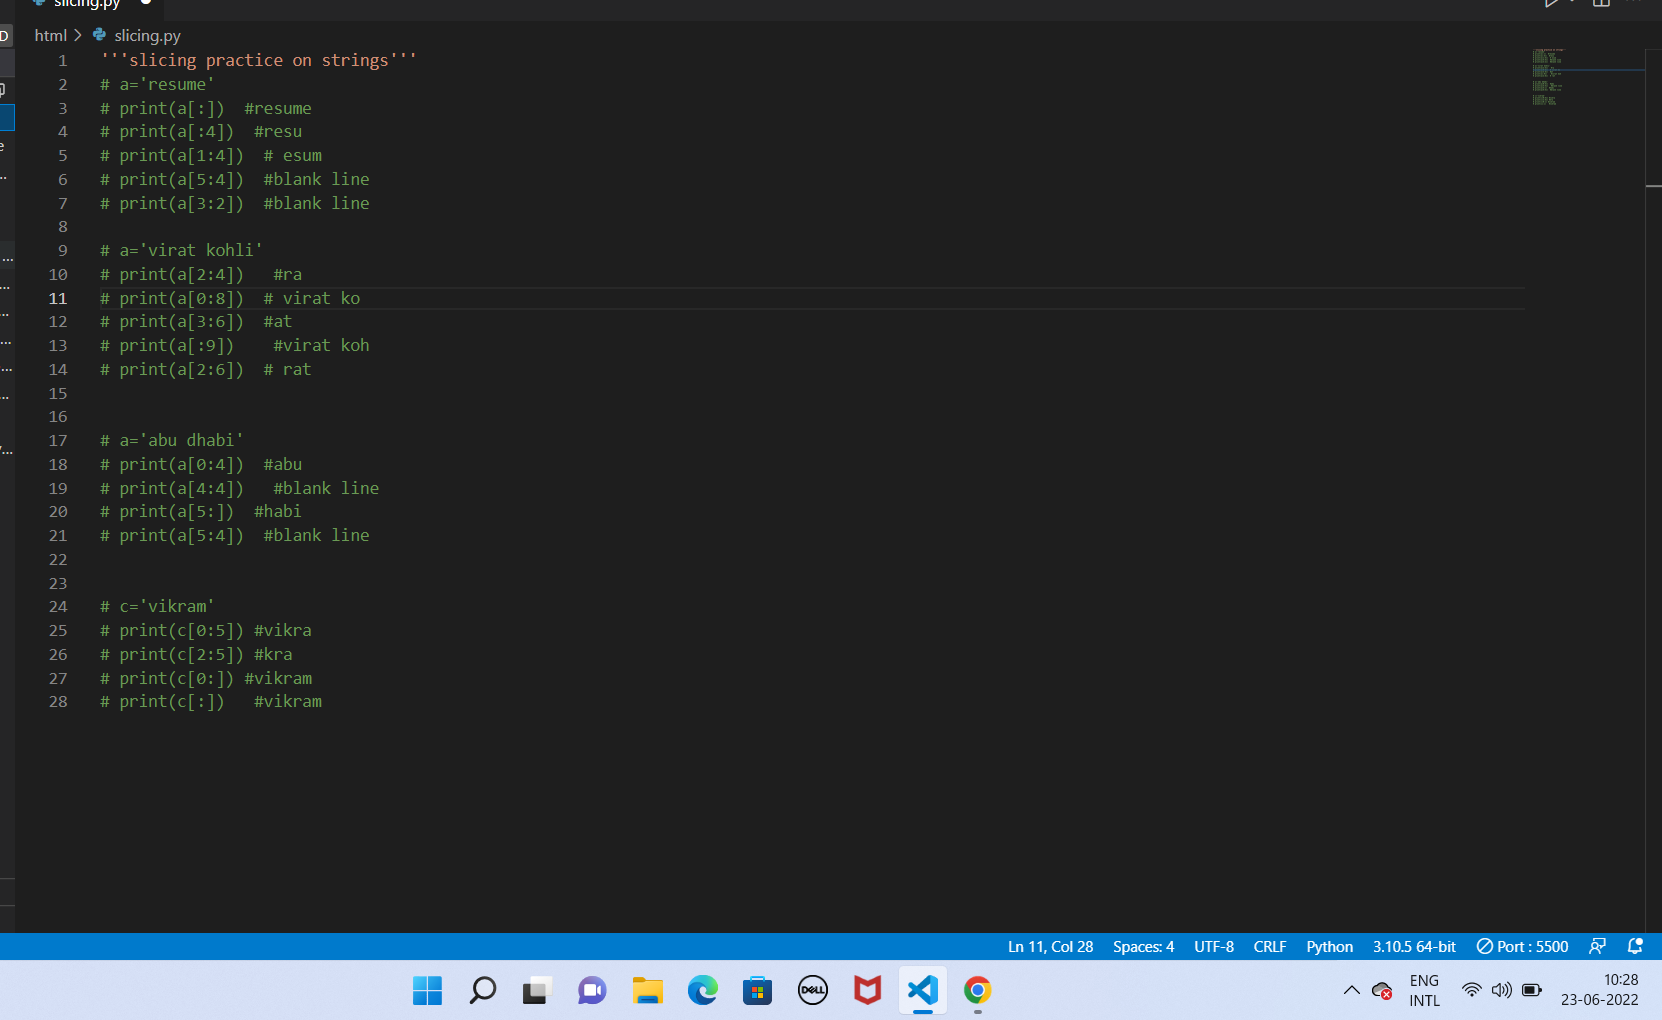 slicing.py
html > slicing.py
1 '''slicing practice on strings'''
2 # a='resume'
3 # print(a[:])  #resume
4 # print(a[:4])  #resu
5 # print(a[1:4])  # esum
6 # print(a[5:4])  #blank line
7 # print(a[3:2])  #blank line
8
9 # a='virat kohli'
10 # print(a[2:4])   #ra
11 # print(a[0:8])  # virat ko
12 # print(a[3:6])  #at
13 # print(a[:9])    #virat koh
14 # print(a[2:6])  # rat
15
16
17 # a='abu dhabi'
18 # print(a[0:4])  #abu
19 # print(a[4:4])   #blank line
20 # print(a[5:])  #habi
21 # print(a[5:4])  #blank line
22
23
24 # c='vikram'
25 # print(c[0:5]) #vikra
26 # print(c[2:5]) #kra
27 # print(c[0:]) #vikram
28 # print(c[:])   #vikram
Ln 11, Col 28 Spaces: 4 UTF-8 CRLF Python 3.10.5 64-bit Port : 5500
DELL
ENG 10:28
INTL 23-06-2022